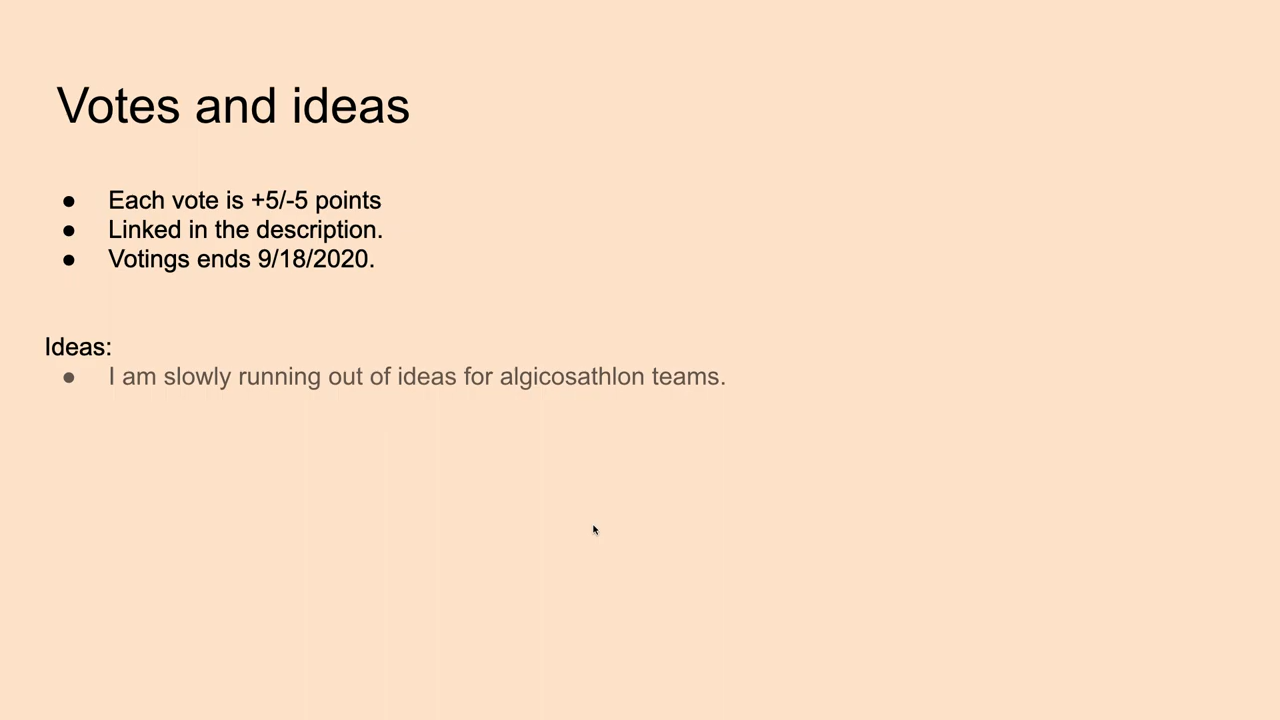 Votes and ideas
● Each vote is +5/-5 points
● Linked in the description.
● Votings ends 9/18/2020.
Ideas:
● I am slowly running out of ideas for algicosathlon teams.